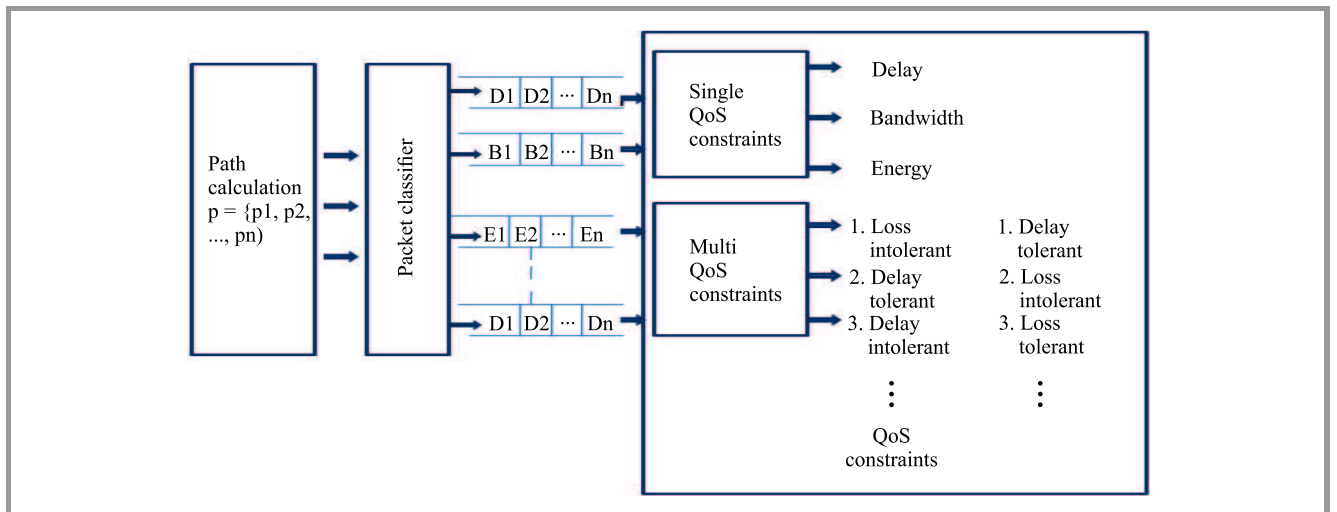 Path
calculation
p = {p1, p2,
..., pn)
Packet classifier
D1 D2 ... Dn
B1 B2 ... Bn
E1 E2 ... En
D1 D2 ... Dn
Single
QoS
constraints
Delay
Bandwidth
Energy
Multi
QoS
constraints
1. Loss
intolerant
2. Delay
tolerant
3. Delay
intolerant
⋮
1. Delay
tolerant
2. Loss
intolerant
3. Loss
tolerant
⋮
QoS
constraints